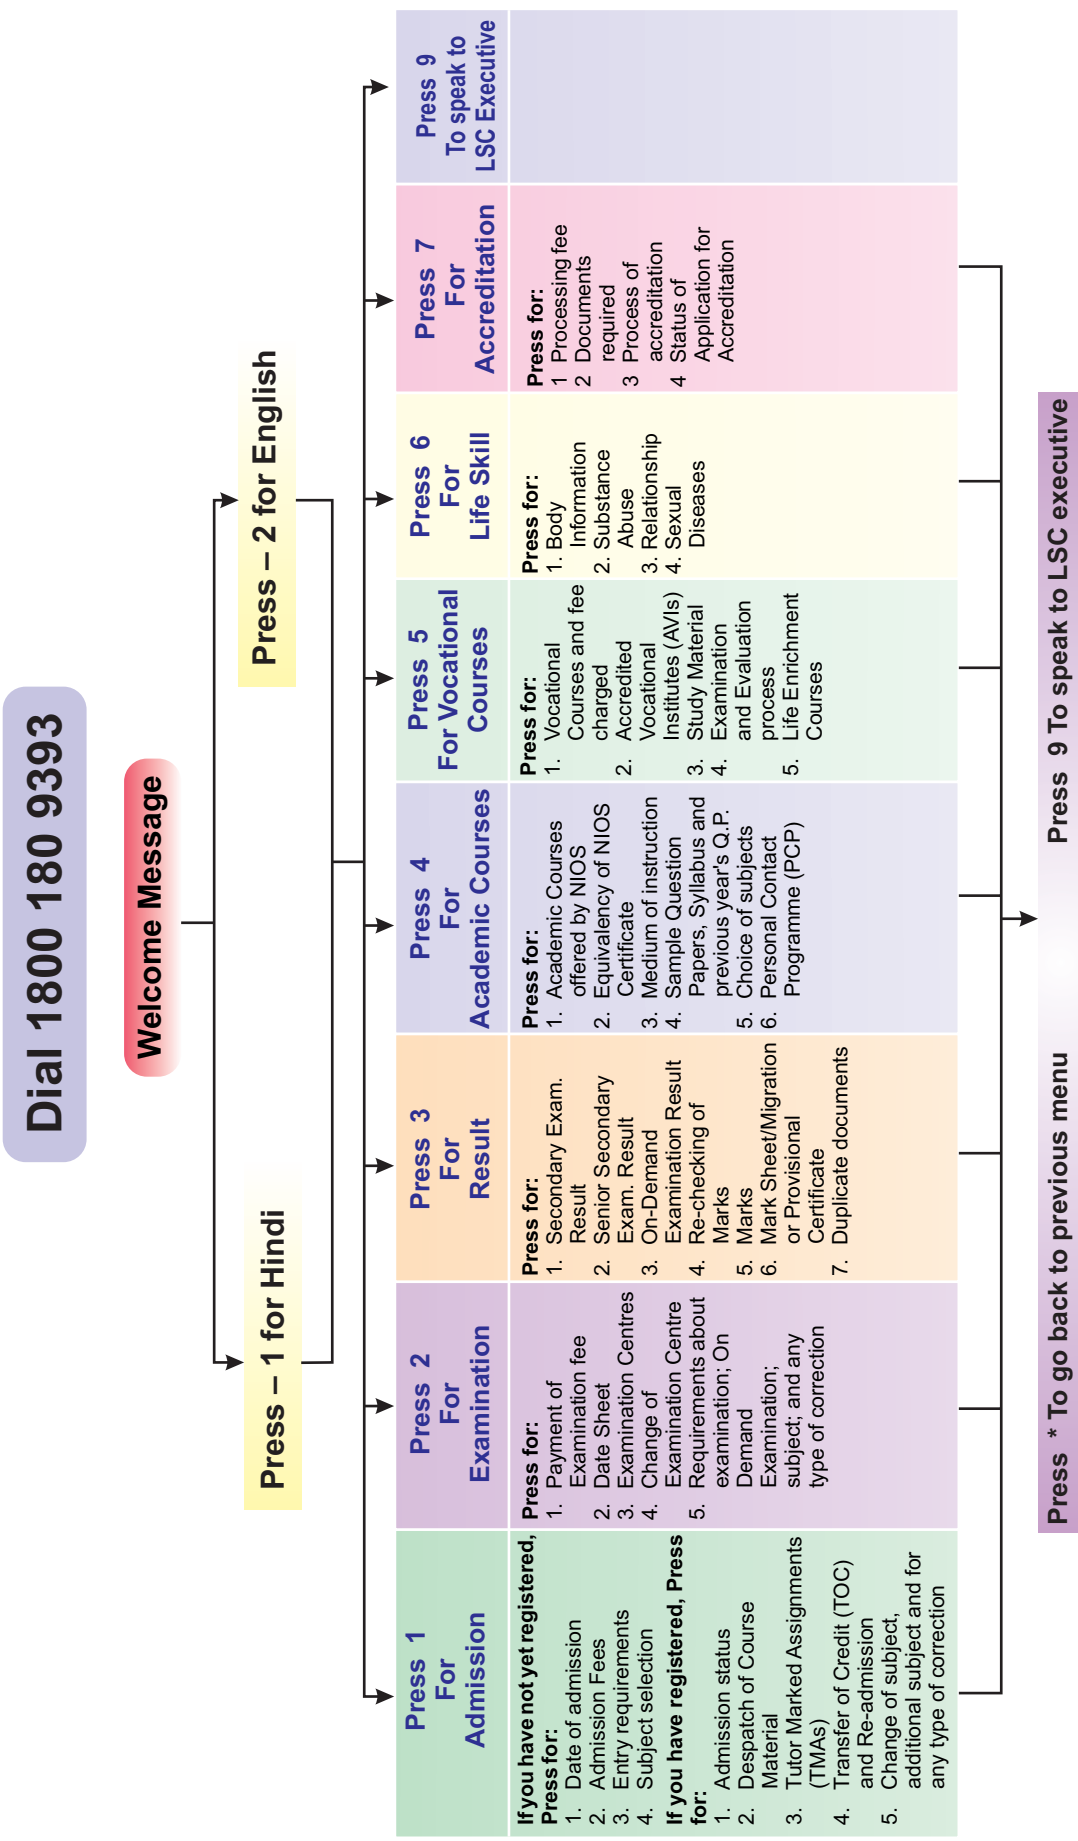 Dial 1800 180 9393
Welcome Message
Press – 1 for Hindi
Press – 2 for English
Press 1
For
Admission
If you have not yet registered,
Press for:
1. Date of admission
2. Admission Fees
3. Entry requirements
4. Subject selection
If you have registered, Press
for:
1. Admission status
2. Despatch of Course
Material
3. Tutor Marked Assignments
(TMAs)
4. Transfer of Credit (TOC)
and Re-admission
5. Change of subject,
additional subject and for
any type of correction
Press 2
For
Examination
Press for:
1. Payment of
Examination fee
2. Date Sheet
3. Examination Centres
4. Change of
Examination Centre
5. Requirements about
examination; On
Demand
Examination;
subject; and any
type of correction
Press 3
For
Result
Press for:
1. Secondary Exam.
Result
2. Senior Secondary
Exam. Result
3. On-Demand
Examination Result
4. Re-checking of
Marks
5. Marks
6. Mark Sheet/Migration
or Provisional
Certificate
7. Duplicate documents
Press 4
For
Academic Courses
Press for:
1. Academic Courses
offered by NIOS
2. Equivalency of NIOS
Certificate
3. Medium of instruction
4. Sample Question
Papers, Syllabus and
previous year's Q.P.
5. Choice of subjects
6. Personal Contact
Programme (PCP)
Press 5
For Vocational
Courses
Press for:
1. Vocational
Courses and fee
charged
2. Accredited
Vocational
Institutes (AVIs)
3. Study Material
4. Examination
and Evaluation
process
5. Life Enrichment
Courses
Press 6
For
Life Skill
Press for:
1. Body
Information
2. Substance
Abuse
3. Relationship
4. Sexual
Diseases
Press 7
For
Accreditation
Press for:
1 Processing fee
2 Documents
required
3 Process of
accreditation
4 Status of
Application for
Accreditation
Press 9
To speak to
LSC Executive
Press * To go back to previous menu
Press 9 To speak to LSC executive